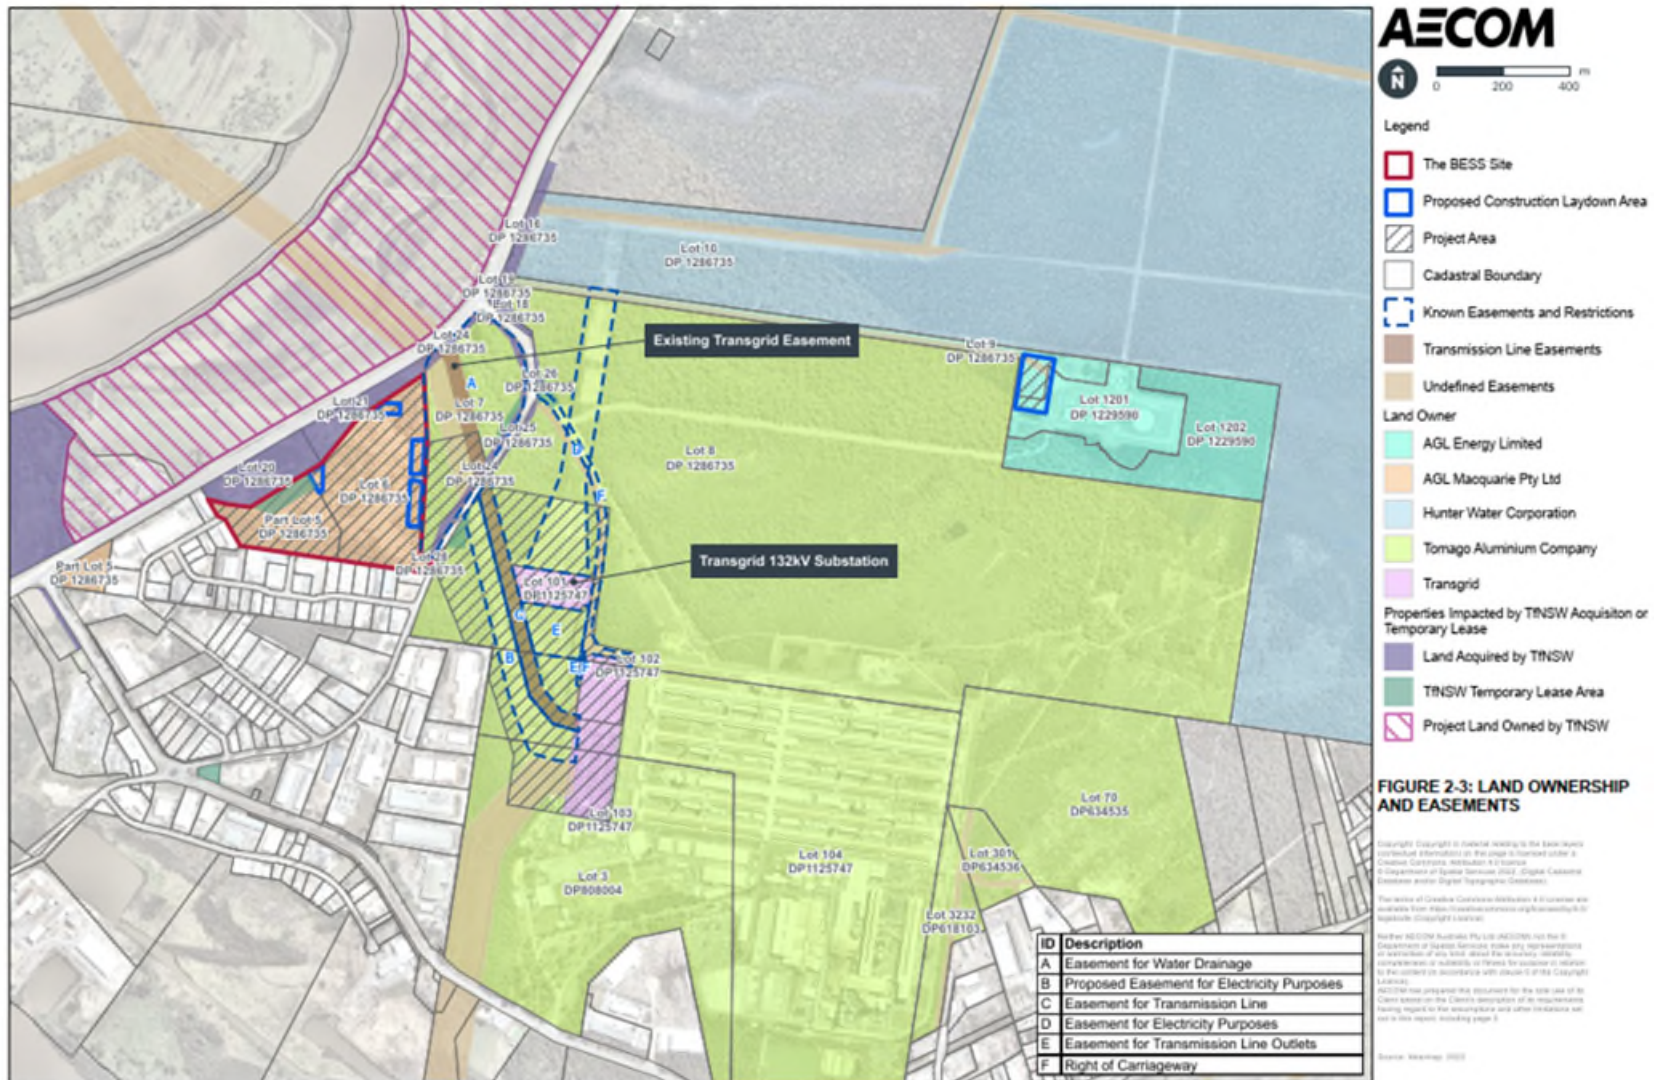 AECOM
N
m
0 200 400
Legend
The BESS Site
Proposed Construction Laydown Area
Project Area
Cadastral Boundary
Known Easements and Restrictions
Transmission Line Easements
Undefined Easements
Land Owner
AGL Energy Limited
AGL Macquarie Pty Ltd
Hunter Water Corporation
Tomago Aluminium Company
Transgrid
Properties Impacted by TfNSW Acquisiton or
Temporary Lease
Land Acquired by TfNSW
TfNSW Temporary Lease Area
Project Land Owned by TfNSW
FIGURE 2-3: LAND OWNERSHIP
AND EASEMENTS
Lot 16
DP 1286735
Lot 10
DP 1286735
Lot 19
DP 1286735
Lot 18
DP 1286735
Lot 24
DP 1286735
Existing Transgrid Easement
Lot 9
DP 1286735
A
Lot 26
DP 1286735
Lot 21
DP 1286735
Lot 7
DP 1286735
Lot 1201
DP 1229590
Lot 25
DP 1286735
Lot 1202
DP 1229590
D
Lot 8
DP 1286735
Lot 20
DP 1286735
Lot 24
DP 1286735
Lot 6
DP 1286735
F
Part Lot 5
DP 1286735
Transgrid 132kV Substation
Part Lot 5
DP 1286735
DP 1286735
Lot 101
DP1125747
C
E
B
E
F
Lot 102
DP1125747
Lot 103
DP1125747
Lot 70
DP634535
Lot 104
DP1125747
Lot 301
DP634536
Lot 3
DP808004
Lot 3232
DP618103
ID Description
A Easement for Water Drainage
B Proposed Easement for Electricity Purposes
C Easement for Transmission Line
D Easement for Electricity Purposes
E Easement for Transmission Line Outlets
F Right of Carriageway